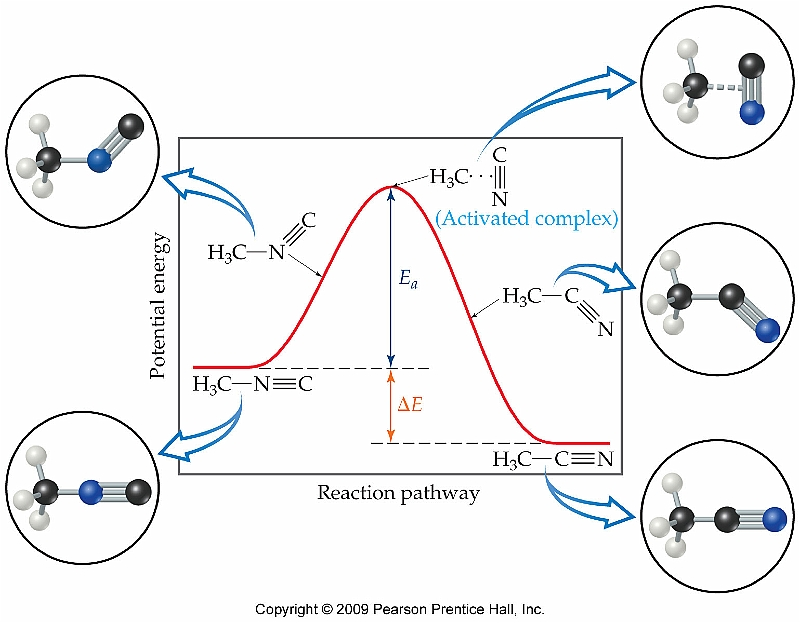 C
H₃C···
N
(Activated complex)
C
H₃C—N
Potential energy
Eₐ
H₃C—C
N
H₃C—N≡C
ΔE
H₃C—C≡N
Reaction pathway
Copyright © 2009 Pearson Prentice Hall, Inc.